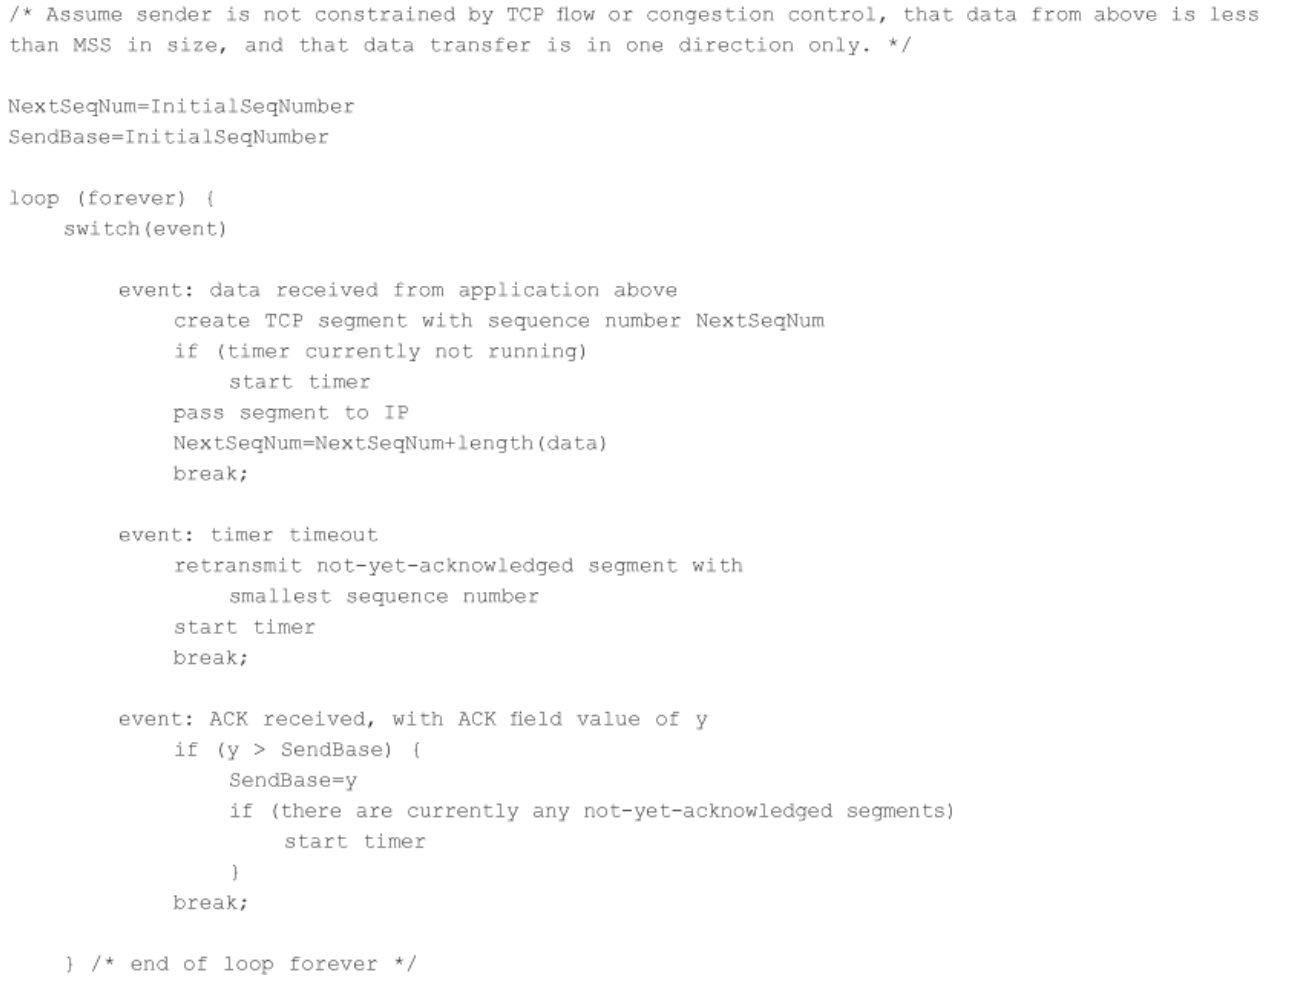 /* Assume sender is not constrained by TCP flow or congestion control, that data from above is less
than MSS in size, and that data transfer is in one direction only. */
NextSeqNum=InitialSeqNumber
SendBase=InitialSeqNumber
loop (forever) {
switch(event)
event: data received from application above
create TCP segment with sequence number NextSeqNum
if (timer currently not running)
start timer
pass segment to IP
NextSeqNum=NextSeqNum+length(data)
break;
event: timer timeout
retransmit not-yet-acknowledged segment with
smallest sequence number
start timer
break;
event: ACK received, with ACK field value of y
if (y > SendBase) {
SendBase=y
if (there are currently any not-yet-acknowledged segments)
start timer
}
break;
} /* end of loop forever */